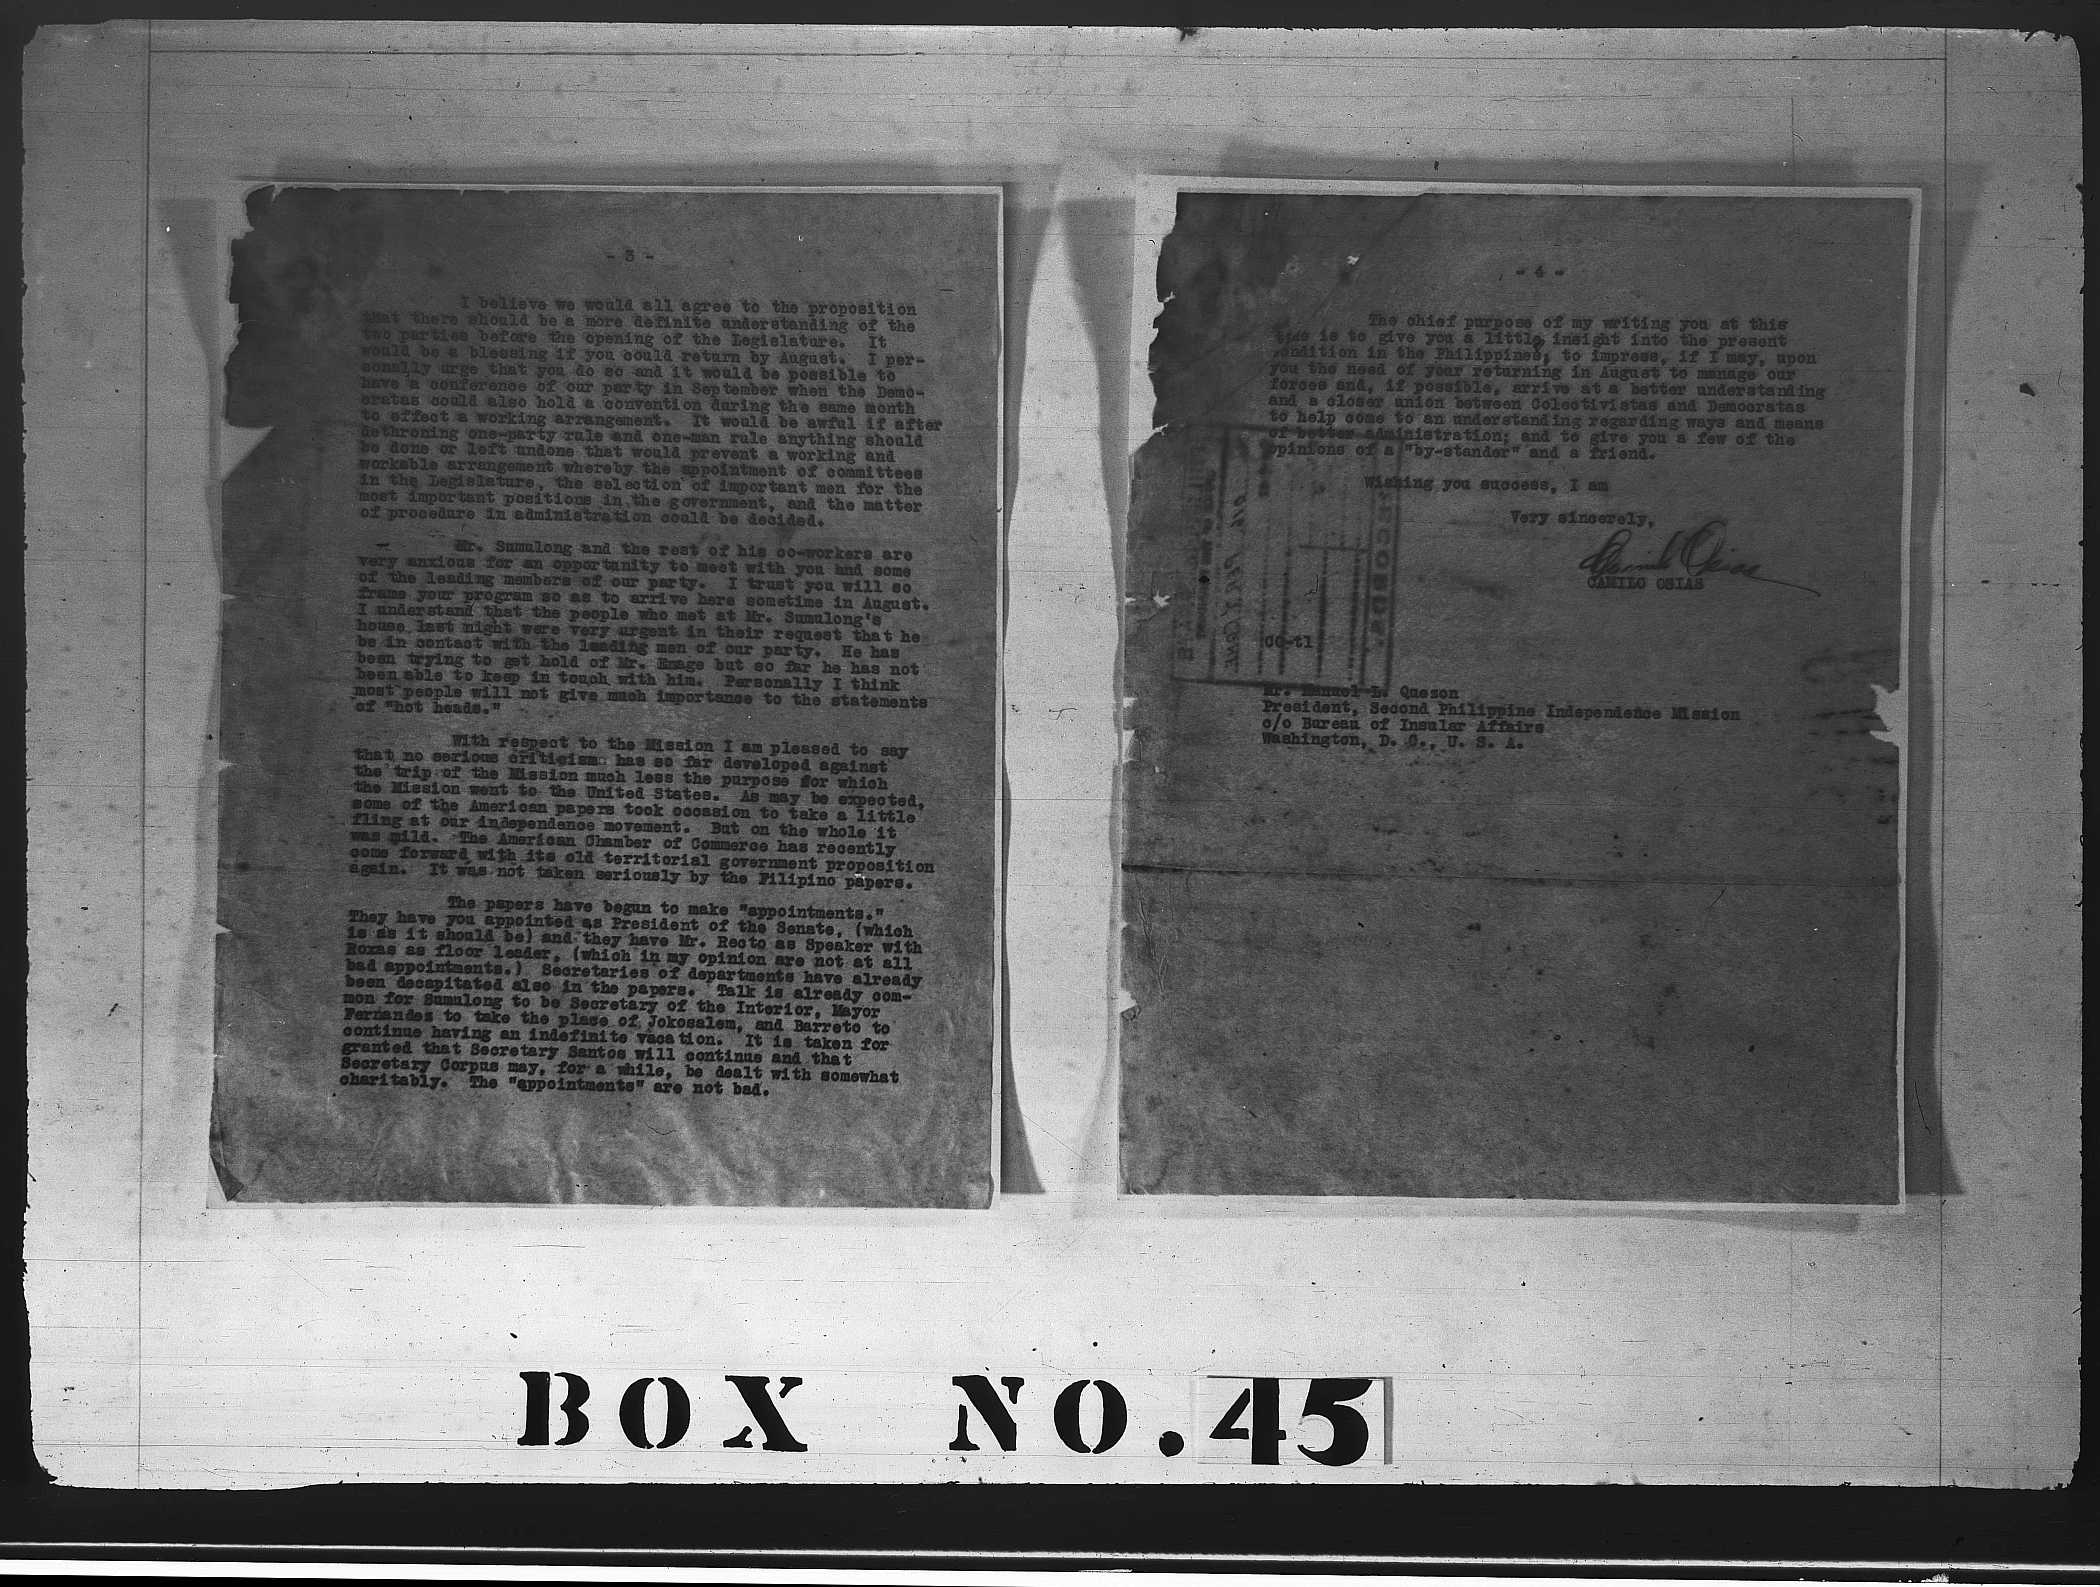 - 3 -
I believe we would all agree to the proposition
that there should be a more definite understanding of the
two parties before the opening of the Legislature. It
would be a blessing if you could return by August. I per-
sonally urge that you do so and it would be possible to
have a conference of our party in September when the Demo-
cratas could also hold a convention during the same month
to effect a working arrangement. It would be awful if after
dethroning one-party rule and one-man rule anything should
be done or left undone that would prevent a working and
workable arrangement whereby the appointment of committees
in the Legislature, the selection of important men for the
most important positions in the government, and the matter
of procedure in administration could be decided.
Mr. Sumulong and the rest of his co-workers are
very anxious for an opportunity to meet with you and some
of the leading members of our party. I trust you will so
frame your program so as to arrive here sometime in August.
I understand that the people who met at Mr. Sumulong's
house last night were very urgent in their request that he
be in contact with the leading men of our party. He has
been trying to get hold of Mr. Emage but so far he has not
been able to keep in touch with him. Personally I think
most people will not give much importance to the statements
of "hot heads."
With respect to the Mission I am pleased to say
that no serious criticism has so far developed against
the trip of the Mission much less the purpose for which
the Mission went to the United States. As may be expected,
some of the American papers took occasion to take a little
fling at our independence movement. But on the whole it
was mild. The American Chamber of Commerce has recently
come forward with its old territorial government proposition
again. It was not taken seriously by the Filipino papers.
The papers have begun to make "appointments."
They have you appointed as President of the Senate, (which
is as it should be) and they have Mr. Recto as Speaker with
Roxas as floor leader, (which in my opinion are not at all
bad appointments.) Secretaries of departments have already
been decapitated also in the papers. Talk is already com-
mon for Sumulong to be Secretary of the Interior, Mayor
Fernandez to take the place of Jokosalem, and Barreto to
continue having an indefinite vacation. It is taken for
granted that Secretary Santos will continue and that
Secretary Corpus may, for a while, be dealt with somewhat
charitably. The "appointments" are not bad.
- 4 -
The chief purpose of my writing you at this
time is to give you a little insight into the present
condition in the Philippines; to impress, if I may, upon
you the need of your returning in August to manage our
forces and, if possible, arrive at a better understanding
and a closer union between Colectivistas and Democratas
to help come to an understanding regarding ways and means
of better administration; and to give you a few of the
opinions of a "by-stander" and a friend.
Wishing you success, I am
Very sincerely,
Camilo Osias
CAMILO OSIAS
RECORDS
CO-tl
Mr. Manuel L. Quezon
President, Second Philippine Independence Mission
c/o Bureau of Insular Affairs
Washington, D. C., U. S. A.
BOX NO. 45